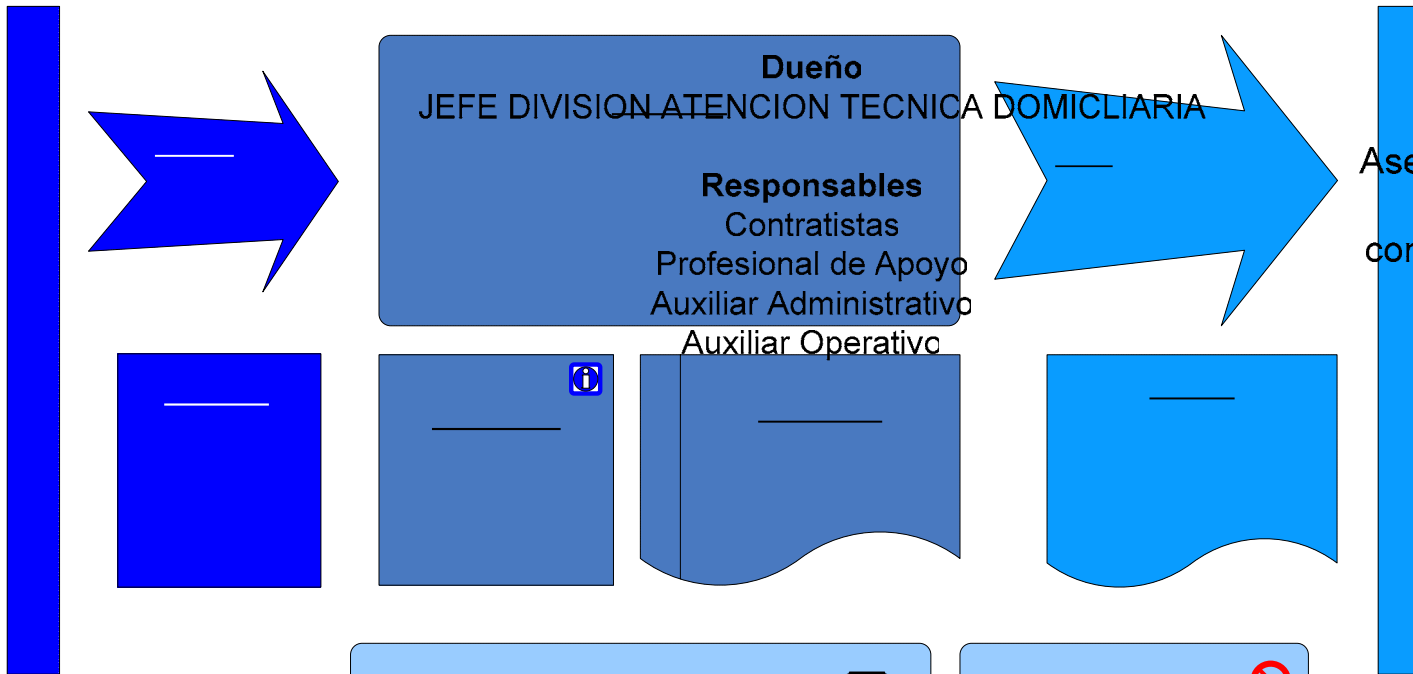 Dueño
JEFE DIVISION ATENCION TECNICA DOMICLIARIA
Responsables
Contratistas
Profesional de Apoyo
Auxiliar Administrativo
Auxiliar Operativo